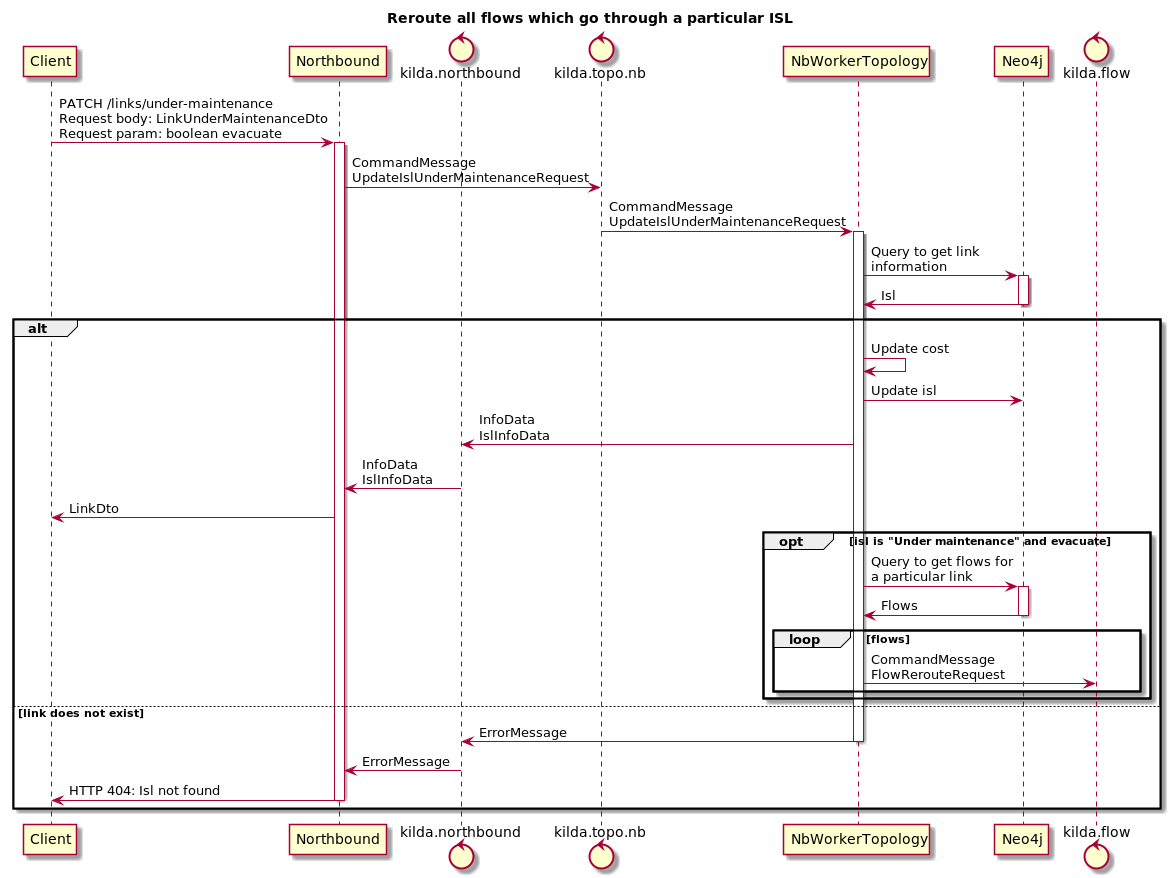 Reroute all flows which go through a particular ISL
Client
Northbound
kilda.northbound
kilda.topo.nb
NbWorkerTopology
Neo4j
kilda.flow
PATCH /links/under-maintenance
Request body: LinkUnderMaintenanceDto
Request param: boolean evacuate
CommandMessage
UpdateIslUnderMaintenanceRequest
CommandMessage
UpdateIslUnderMaintenanceRequest
Query to get link
information
Isl
alt
Update cost
Update isl
InfoData
IslInfoData
InfoData
IslInfoData
LinkDto
opt
[isl is "Under maintenance" and evacuate]
Query to get flows for
a particular link
Flows
loop
[flows]
CommandMessage
FlowRerouteRequest
[link does not exist]
ErrorMessage
ErrorMessage
HTTP 404: Isl not found
Client
Northbound
kilda.northbound
kilda.topo.nb
NbWorkerTopology
Neo4j
kilda.flow